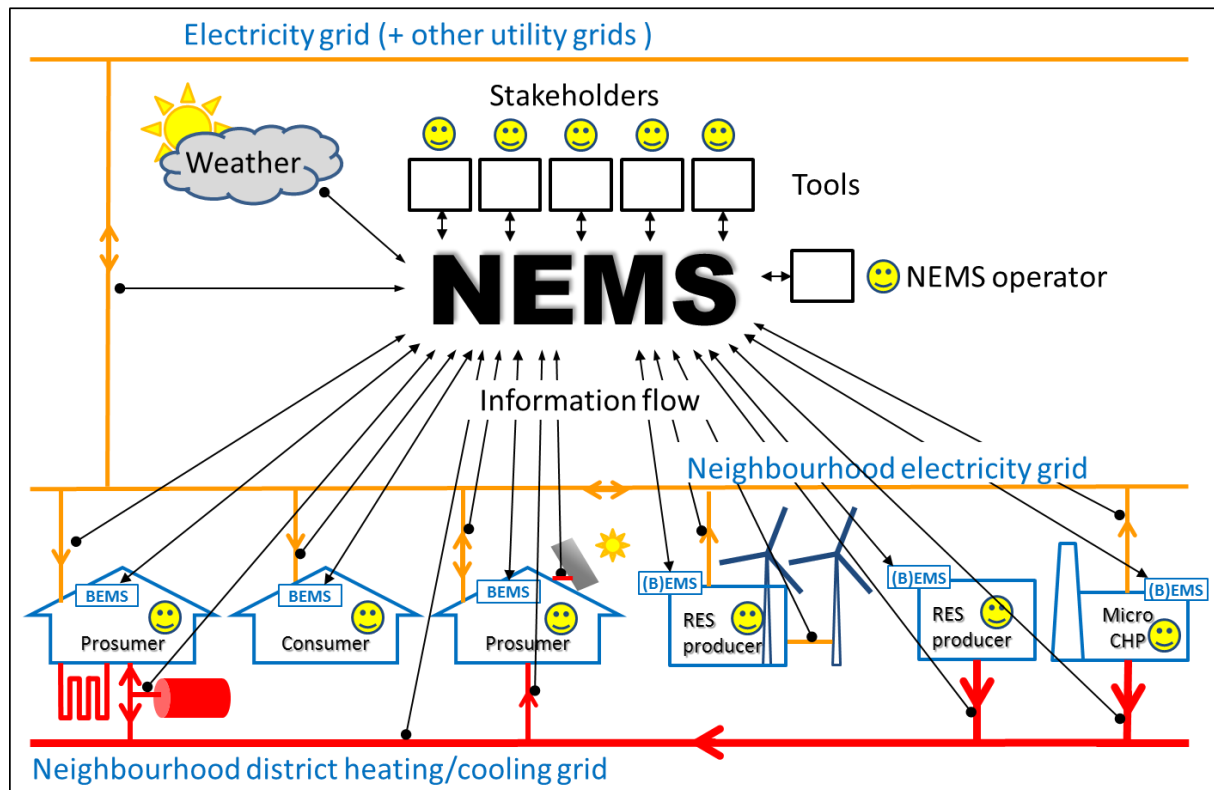 Electricity grid (+ other utility grids )
Stakeholders
Weather
Tools
NEMS
NEMS operator
Information flow
Neighbourhood electricity grid
BEMS
Prosumer
BEMS
Consumer
BEMS
Prosumer
(B)EMS
RES
producer
(B)EMS
RES
producer
(B)EMS
Micro
CHP
Neighbourhood district heating/cooling grid